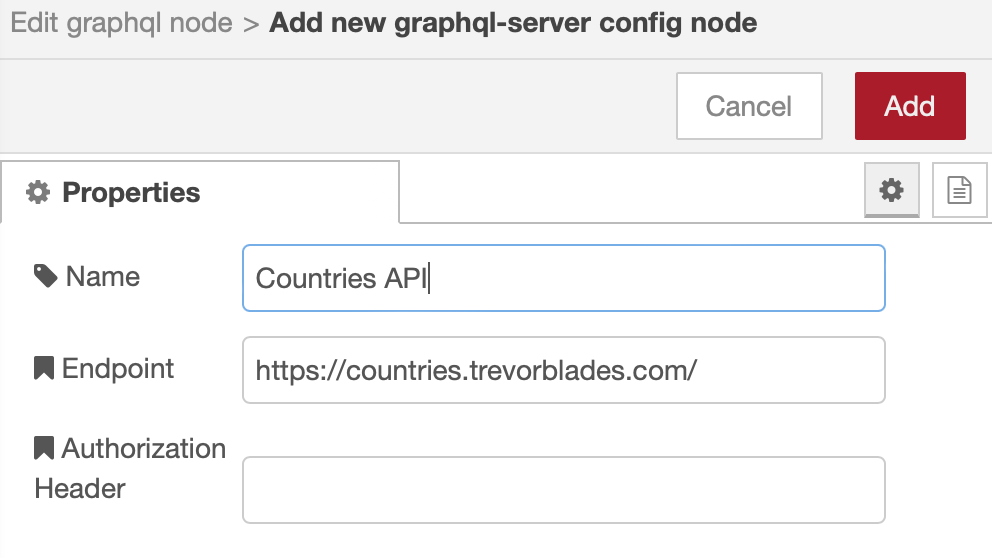 Edit graphql node > Add new graphql-server config node
Cancel Add
Properties
Name Countries API
Endpoint https://countries.trevorblades.com/
Authorization
Header